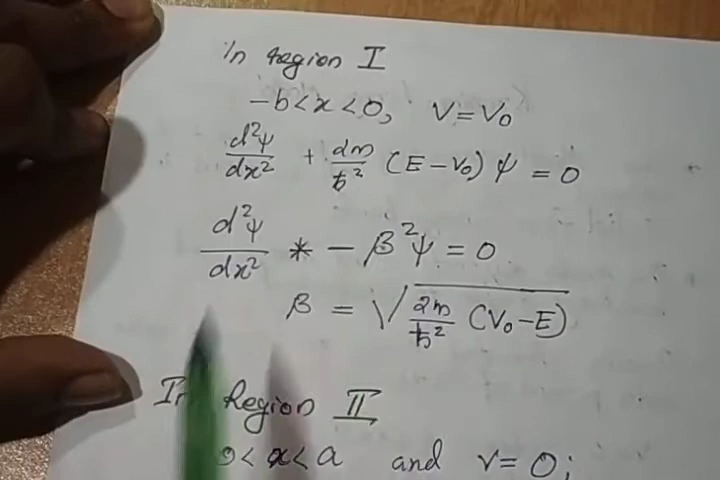 In region I
-b<x<0, V=V₀
d²ψ/dx² + 2m/ħ² (E-V₀) ψ = 0
d²ψ/dx² * - β²ψ = 0
β = √(2m/ħ² (V₀-E))
In Region II
0<x<a and V=0;